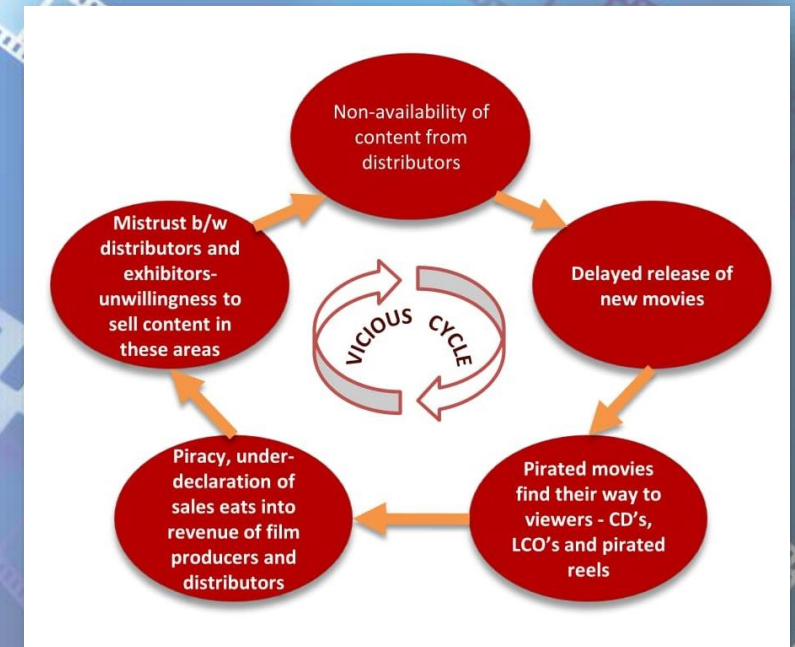 Non-availability of
content from
distributors
Delayed release of
new movies
Pirated movies
find their way to
viewers - CD's,
LCO's and pirated
reels
Piracy, under-
declaration of
sales eats into
revenue of film
producers and
distributors
Mistrust b/w
distributors and
exhibitors-
unwillingness to
sell content in
these areas
VICIOUS CYCLE